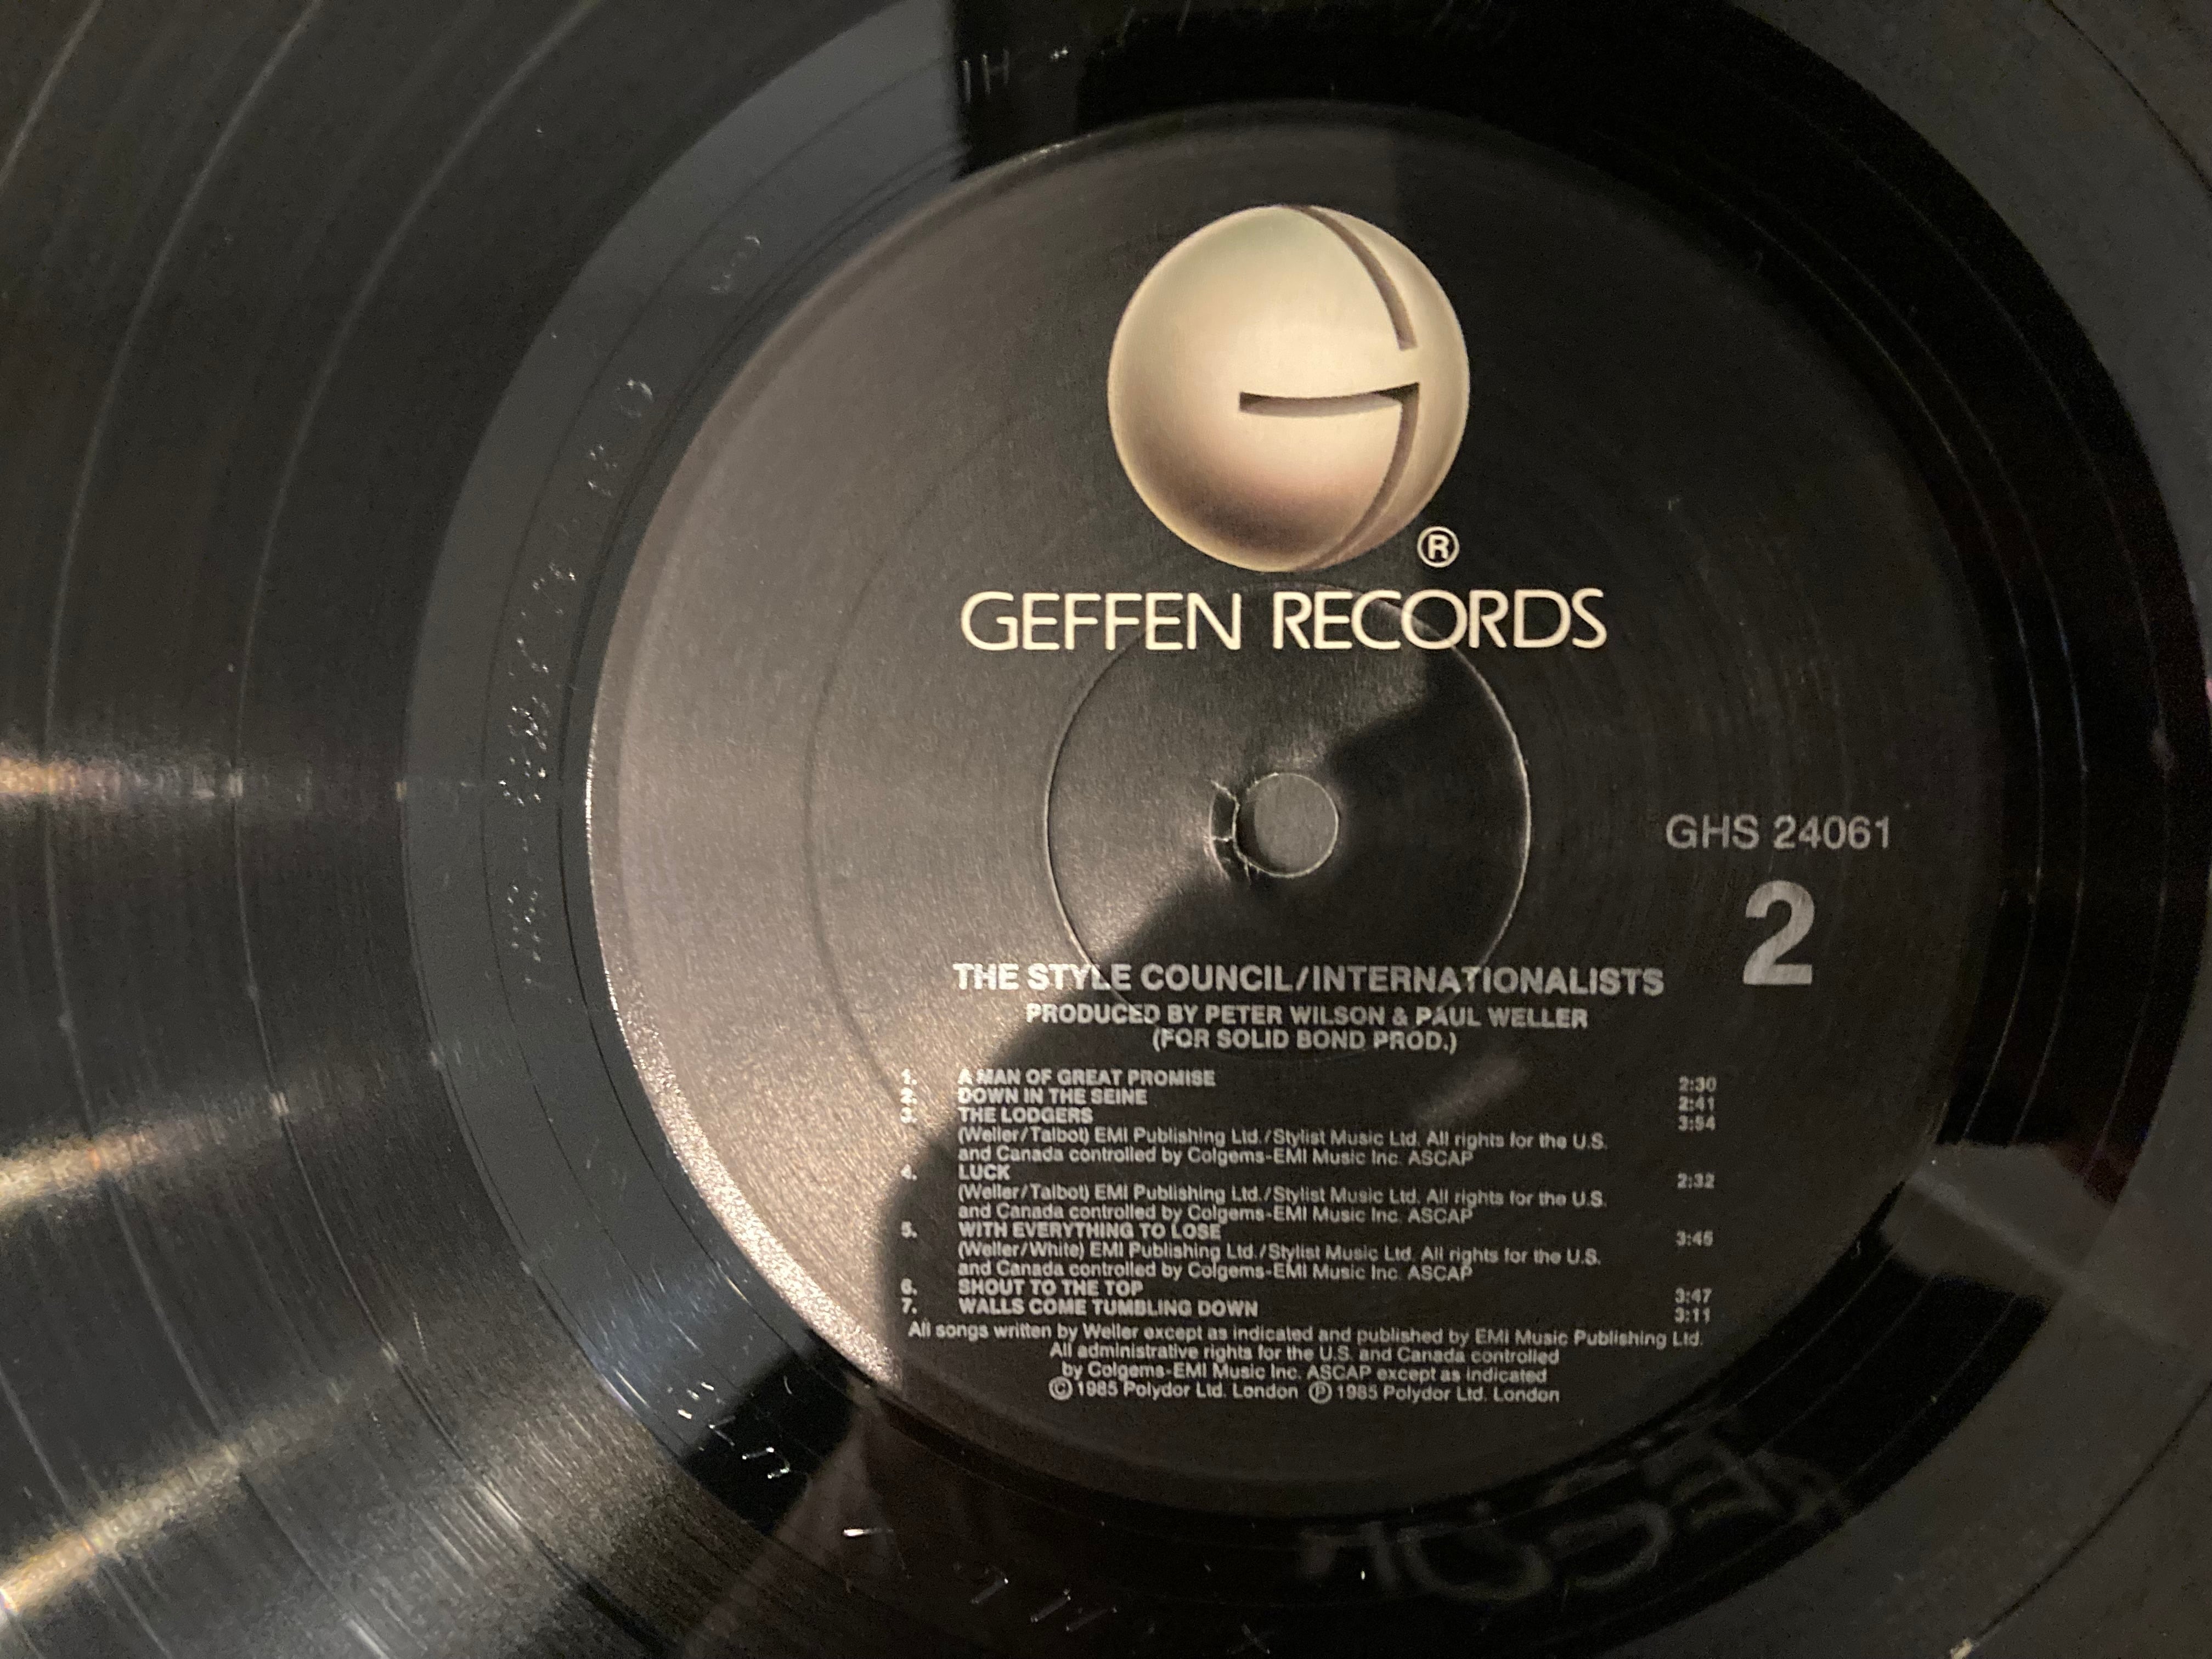 ®
GEFFEN RECORDS
GHS 24061
2
THE STYLE COUNCIL/INTERNATIONALISTS
PRODUCED BY PETER WILSON & PAUL WELLER
(FOR SOLID BOND PROD.)
1. A MAN OF GREAT PROMISE 2:30
2. DOWN IN THE SEINE 2:41
3. THE LODGERS 3:54
(Weller/Talbot) EMI Publishing Ltd./Stylist Music Ltd. All rights for the U.S.
and Canada controlled by Colgems-EMI Music Inc. ASCAP
4. LUCK 2:32
(Weller/Talbot) EMI Publishing Ltd./Stylist Music Ltd. All rights for the U.S.
and Canada controlled by Colgems-EMI Music Inc. ASCAP
5. WITH EVERYTHING TO LOSE 3:45
(Weller/White) EMI Publishing Ltd./Stylist Music Ltd. All rights for the U.S.
and Canada controlled by Colgems-EMI Music Inc. ASCAP
6. SHOUT TO THE TOP 3:47
7. WALLS COME TUMBLING DOWN 3:11
All songs written by Weller except as indicated and published by EMI Music Publishing Ltd.
All administrative rights for the U.S. and Canada controlled
by Colgems-EMI Music Inc. ASCAP except as indicated
© 1985 Polydor Ltd. London ℗ 1985 Polydor Ltd. London